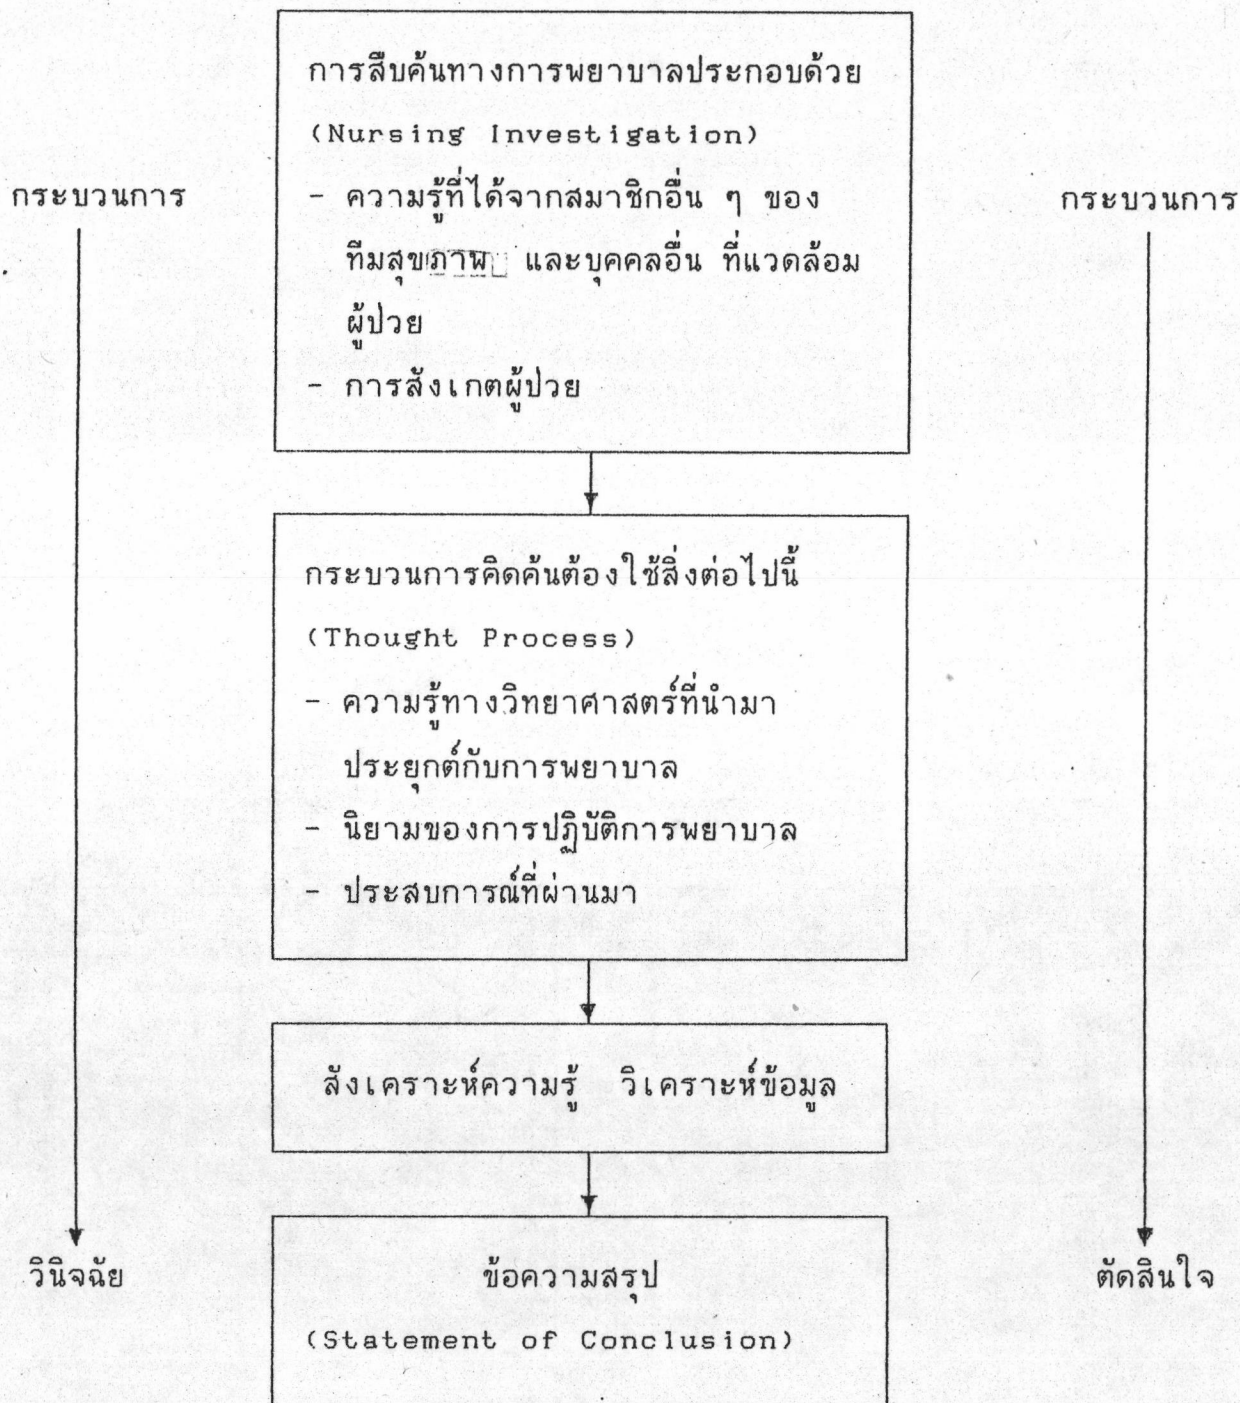 การสืบค้นทางการพยาบาลประกอบด้วย
(Nursing Investigation)
กระบวนการ
- ความรู้ที่ได้จากสมาชิกอื่น ๆ ของ
กระบวนการ
ทีมสุขภาพ และบุคคลอื่น ที่แวดล้อม
ผู้ป่วย
- การสังเกตผู้ป่วย
กระบวนการคิดค้นต้องใช้สิ่งต่อไปนี้
(Thought Process)
- ความรู้ทางวิทยาศาสตร์ที่นำมา
ประยุกต์กับการพยาบาล
- นิยามของการปฏิบัติการพยาบาล
- ประสบการณ์ที่ผ่านมา
สังเคราะห์ความรู้ วิเคราะห์ข้อมูล
วินิจฉัย
ข้อความสรุป
ตัดสินใจ
(Statement of Conclusion)